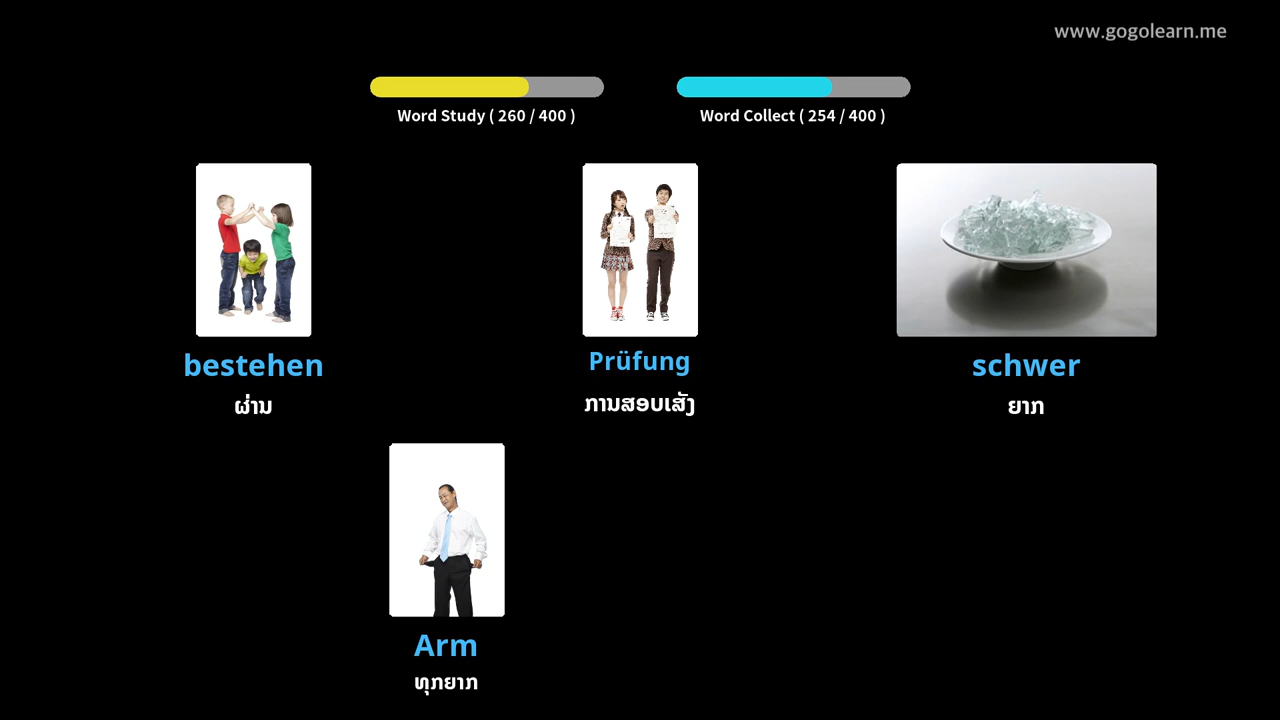 www.gogolearn.me
Word Study ( 260 / 400 )
Word Collect ( 254 / 400 )
bestehen
ຜ່ານ
Prüfung
ການສອບເສັງ
schwer
ຍາກ
Arm
ທຸກຍາກ